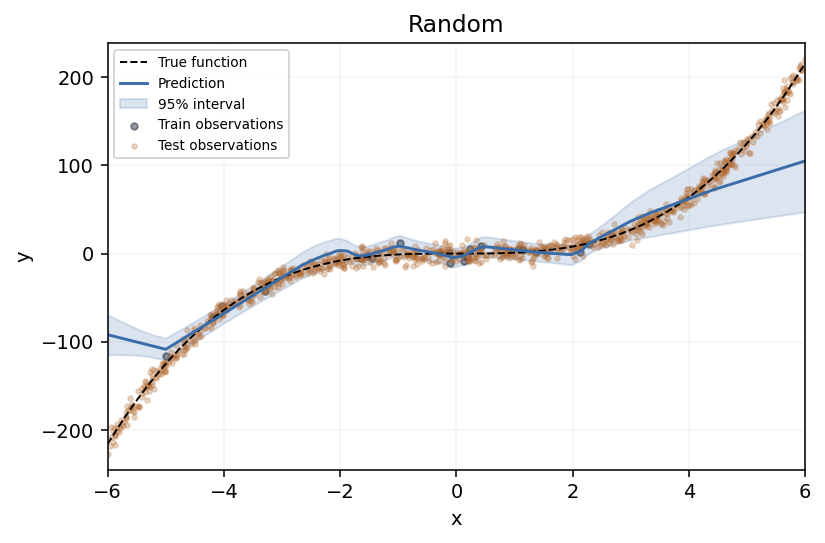 Random
200
100
0
−100
−200
y
True function
Prediction
95% interval
Train observations
Test observations
−6
−4
−2
0
2
4
6
x